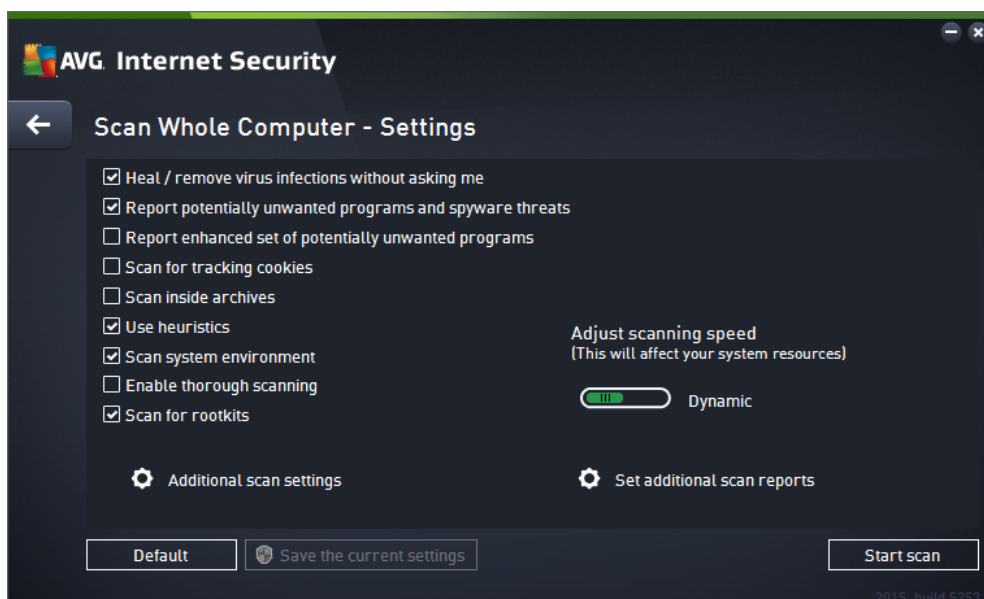 AVG. Internet Security
Scan Whole Computer - Settings
Heal / remove virus infections without asking me
Report potentially unwanted programs and spyware threats
Report enhanced set of potentially unwanted programs
Scan for tracking cookies
Scan inside archives
Use heuristics
Scan system environment
Enable thorough scanning
Scan for rootkits
Adjust scanning speed
(This will affect your system resources)
Dynamic
Additional scan settings
Set additional scan reports
Default
Save the current settings
Start scan
2015, build 5253